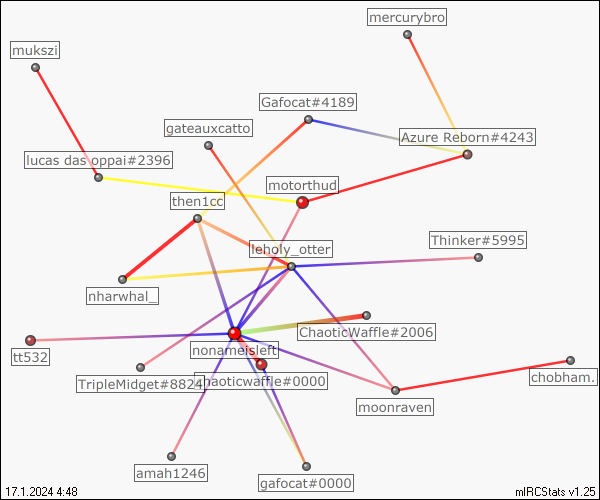 mercurybro
mukszi
Gafocat#4189
gateauxcatto
Azure Reborn#4243
lucas das oppai#2396
motorthud
then1cc
Thinker#5995
leholy_otter
nharwhal_
ChaoticWaffle#2006
nonameisleft
tt532
TripleMidget#8824
chaoticwaffle#0000
chobham.
moonraven
amah1246
gafocat#0000
17.1.2024 4:48
mIRCStats v1.25